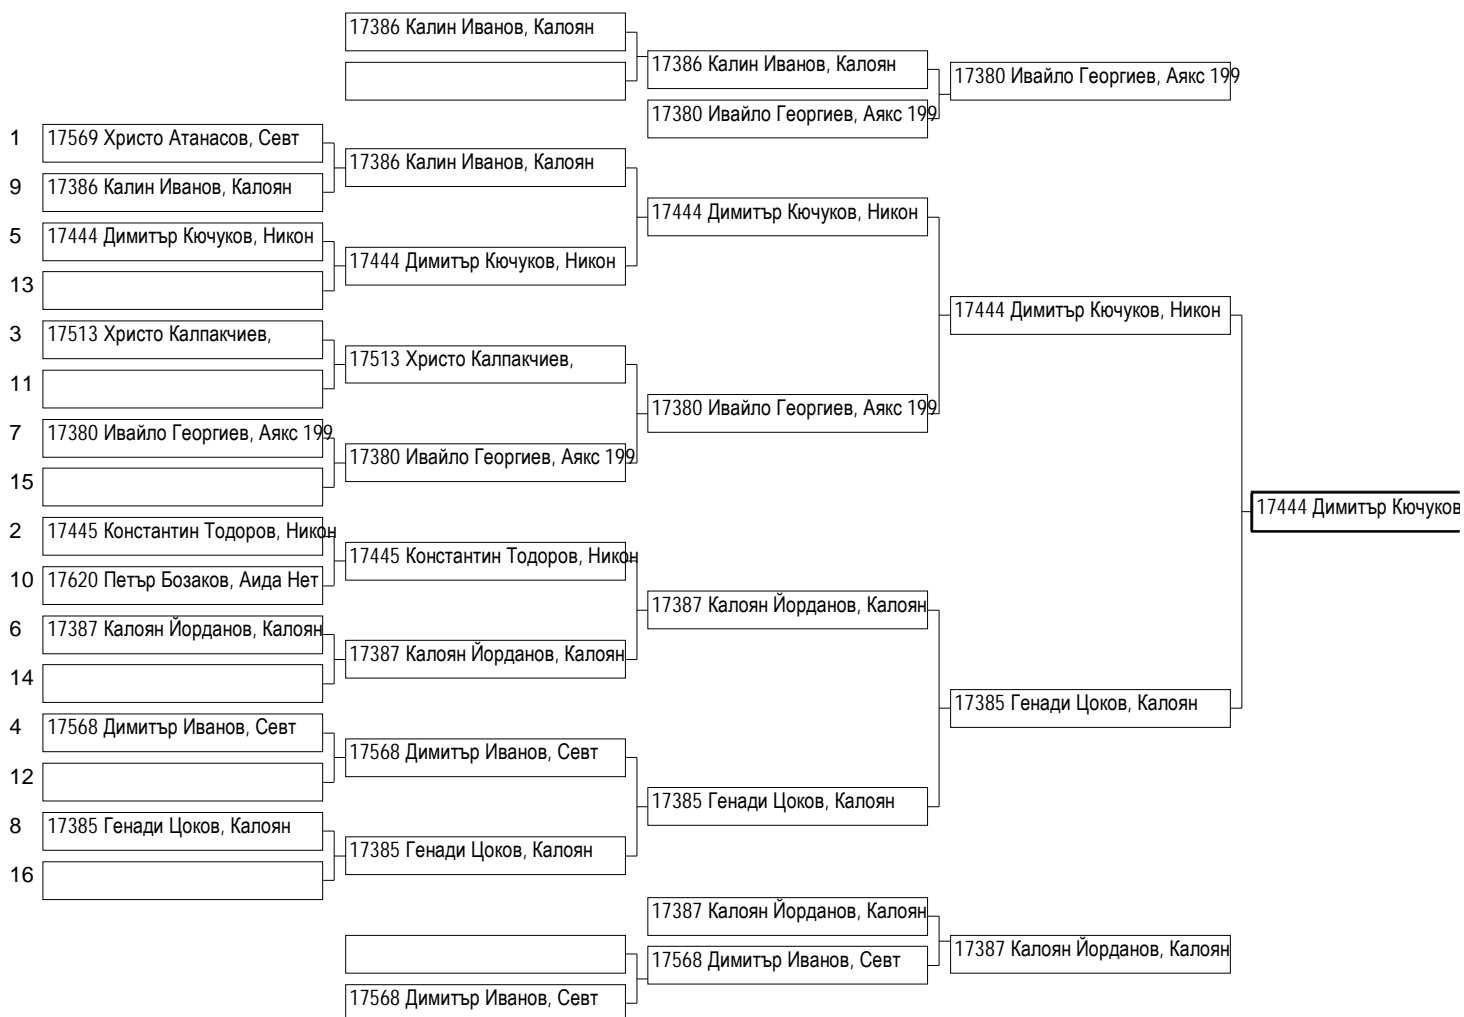 17386 Калин Иванов, Калоян
17386 Калин Иванов, Калоян
17380 Ивайло Георгиев, Аякс 199
17380 Ивайло Георгиев, Аякс 199
1 17569 Христо Атанасов, Севт
17386 Калин Иванов, Калоян
9 17386 Калин Иванов, Калоян
17444 Димитър Кючуков, Никон
5 17444 Димитър Кючуков, Никон
17444 Димитър Кючуков, Никон
13
17444 Димитър Кючуков, Никон
3 17513 Христо Калпакчиев,
17513 Христо Калпакчиев,
11
17380 Ивайло Георгиев, Аякс 199
7 17380 Ивайло Георгиев, Аякс 199
17380 Ивайло Георгиев, Аякс 199
15
17444 Димитър Кючуков
2 17445 Константин Тодоров, Никон
17445 Константин Тодоров, Никон
10 17620 Петър Бозаков, Аида Нет
17387 Калоян Йорданов, Калоян
6 17387 Калоян Йорданов, Калоян
17387 Калоян Йорданов, Калоян
14
17385 Генади Цоков, Калоян
4 17568 Димитър Иванов, Севт
17568 Димитър Иванов, Севт
12
17385 Генади Цоков, Калоян
8 17385 Генади Цоков, Калоян
17385 Генади Цоков, Калоян
16
17387 Калоян Йорданов, Калоян
17387 Калоян Йорданов, Калоян
17568 Димитър Иванов, Севт
17568 Димитър Иванов, Севт